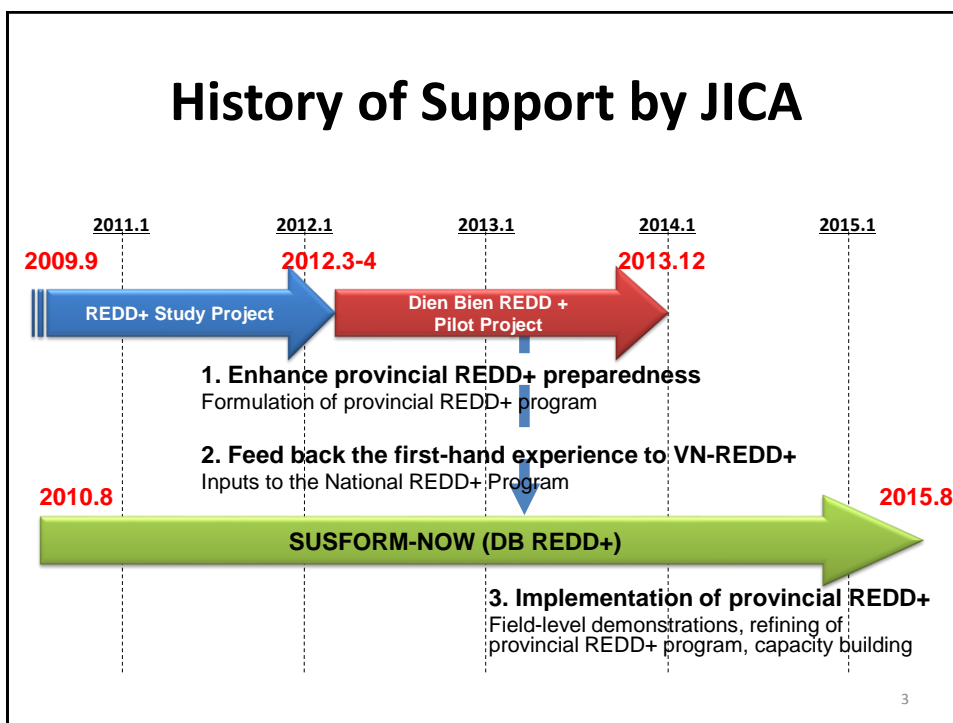 History of Support by JICA
2011.1 2012.1 2013.1 2014.1 2015.1
2009.9 2012.3-4 2013.12
REDD+ Study Project
Dien Bien REDD +
Pilot Project
1. Enhance provincial REDD+ preparedness
Formulation of provincial REDD+ program
2. Feed back the first-hand experience to VN-REDD+
Inputs to the National REDD+ Program
2010.8 2015.8
SUSFORM-NOW (DB REDD+)
3. Implementation of provincial REDD+
Field-level demonstrations, refining of
provincial REDD+ program, capacity building
3